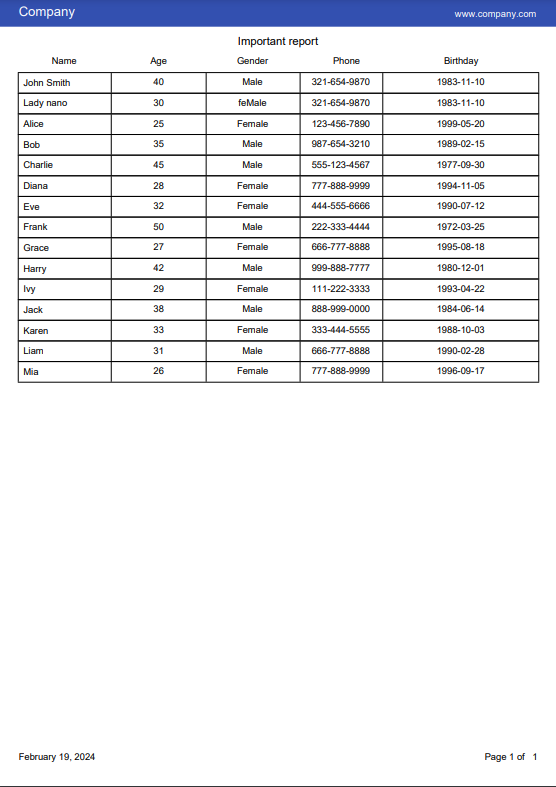 Company www.company.com
Important report
Name Age Gender Phone Birthday
John Smith 40 Male 321-654-9870 1983-11-10
Lady nano 30 feMale 321-654-9870 1983-11-10
Alice 25 Female 123-456-7890 1999-05-20
Bob 35 Male 987-654-3210 1989-02-15
Charlie 45 Male 555-123-4567 1977-09-30
Diana 28 Female 777-888-9999 1994-11-05
Eve 32 Female 444-555-6666 1990-07-12
Frank 50 Male 222-333-4444 1972-03-25
Grace 27 Female 666-777-8888 1995-08-18
Harry 42 Male 999-888-7777 1980-12-01
Ivy 29 Female 111-222-3333 1993-04-22
Jack 38 Male 888-999-0000 1984-06-14
Karen 33 Female 333-444-5555 1988-10-03
Liam 31 Male 666-777-8888 1990-02-28
Mia 26 Female 777-888-9999 1996-09-17
February 19, 2024 Page 1 of 1